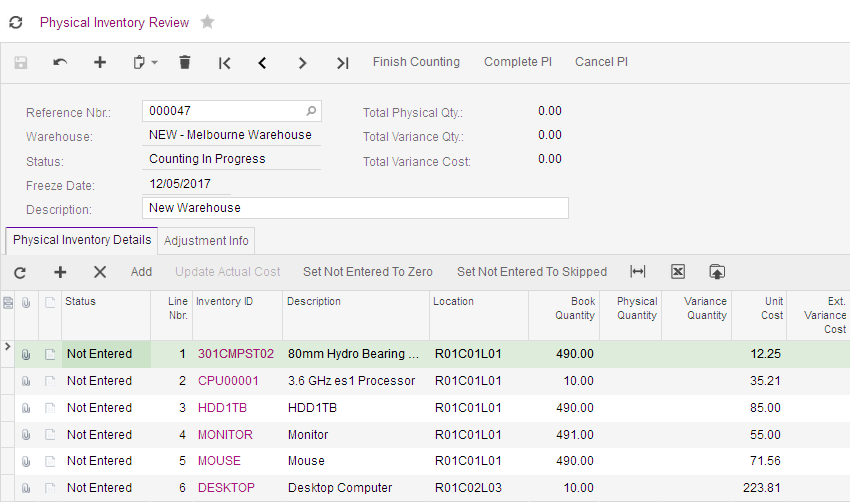 Physical Inventory Review
Finish Counting Complete PI Cancel PI
Reference Nbr.: 000047 Total Physical Qty.: 0.00
Warehouse: NEW - Melbourne Warehouse Total Variance Qty.: 0.00
Status: Counting In Progress Total Variance Cost: 0.00
Freeze Date: 12/05/2017
Description: New Warehouse
Physical Inventory Details Adjustment Info
Add Update Actual Cost Set Not Entered To Zero Set Not Entered To Skipped
Status Line Nbr. Inventory ID Description Location Book Quantity Physical Quantity Variance Quantity Unit Cost Ext. Variance Cost
Not Entered 1 301CMPST02 80mm Hydro Bearing ... R01C01L01 490.00 12.25
Not Entered 2 CPU00001 3.6 GHz es1 Processor R01C01L01 10.00 35.21
Not Entered 3 HDD1TB HDD1TB R01C01L01 490.00 85.00
Not Entered 4 MONITOR Monitor R01C01L01 491.00 55.00
Not Entered 5 MOUSE Mouse R01C01L01 490.00 71.56
Not Entered 6 DESKTOP Desktop Computer R01C02L03 10.00 223.81